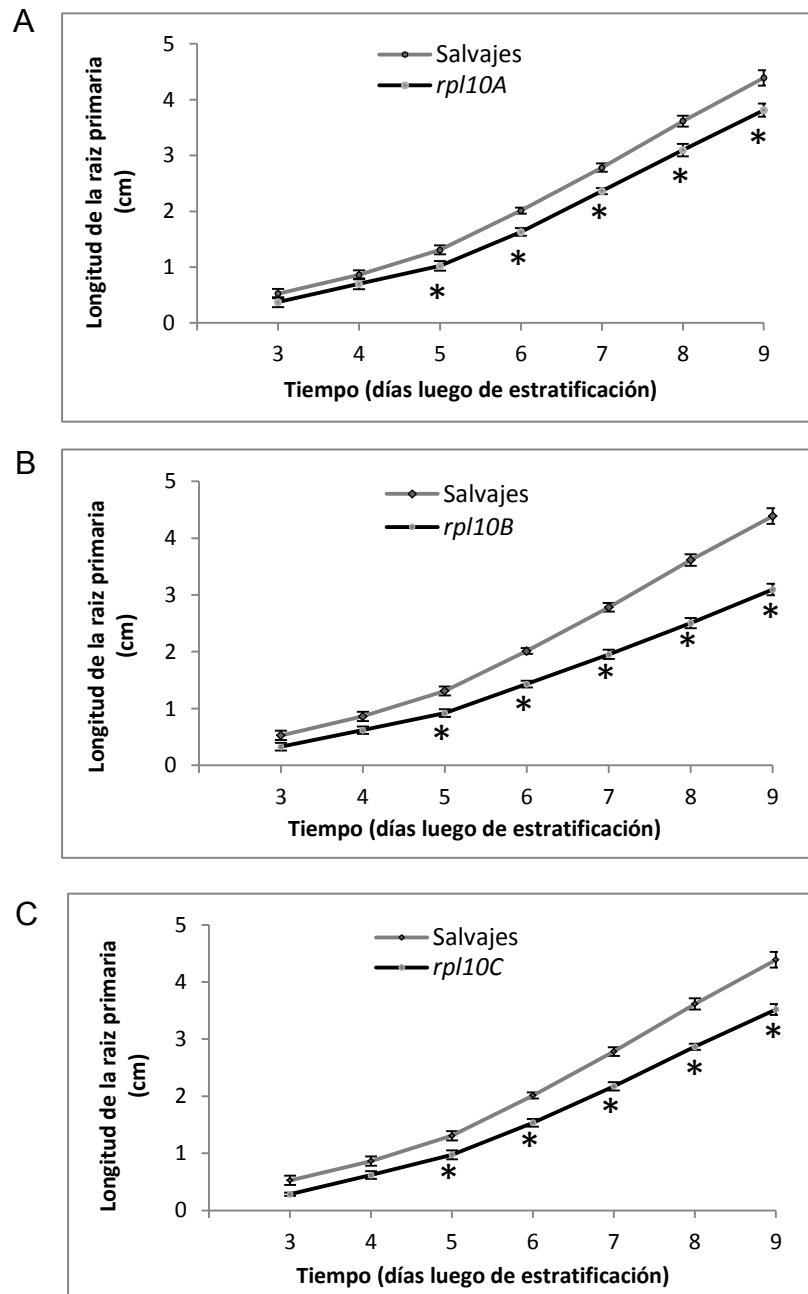 A
Longitud de la raiz primaria
(cm)
5
4
3
2
1
0
Salvajes
rpl10A
*
*
*
*
*
3 4 5 6 7 8 9
Tiempo (días luego de estratificación)
B
Longitud de la raiz primaria
(cm)
5
4
3
2
1
0
Salvajes
rpl10B
*
*
*
*
*
3 4 5 6 7 8 9
Tiempo (días luego de estratificación)
C
Longitud de la raiz primaria
(cm)
5
4
3
2
1
0
Salvajes
rpl10C
*
*
*
*
*
3 4 5 6 7 8 9
Tiempo (días luego de estratificación)